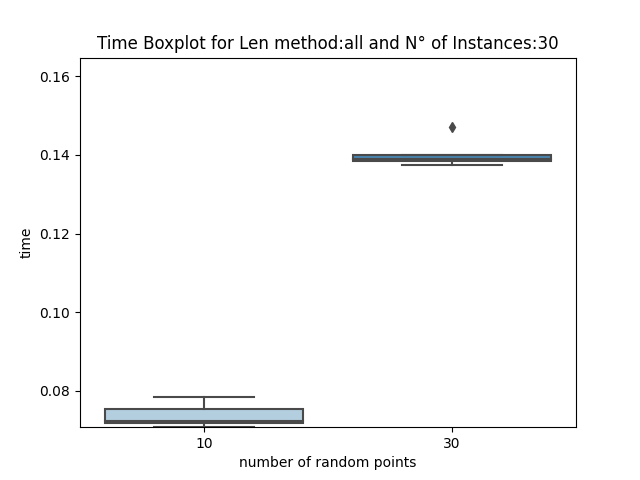 Time Boxplot for Len method:all and N° of Instances:30
0.16
0.14
0.12
0.10
0.08
time
10
30
number of random points